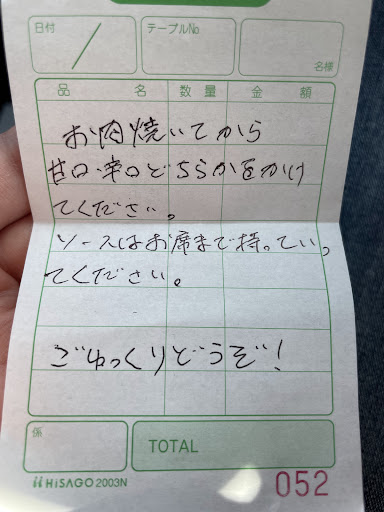 日付
テーブルNo
名様
品名 数量 金額
お肉焼いてから
甘口・辛口どちらかをかけ
てください。
ソースはお席まで持っていっ
てください。
ごゆっくりどうぞ!
係
TOTAL
HiSAGO 2003N
052